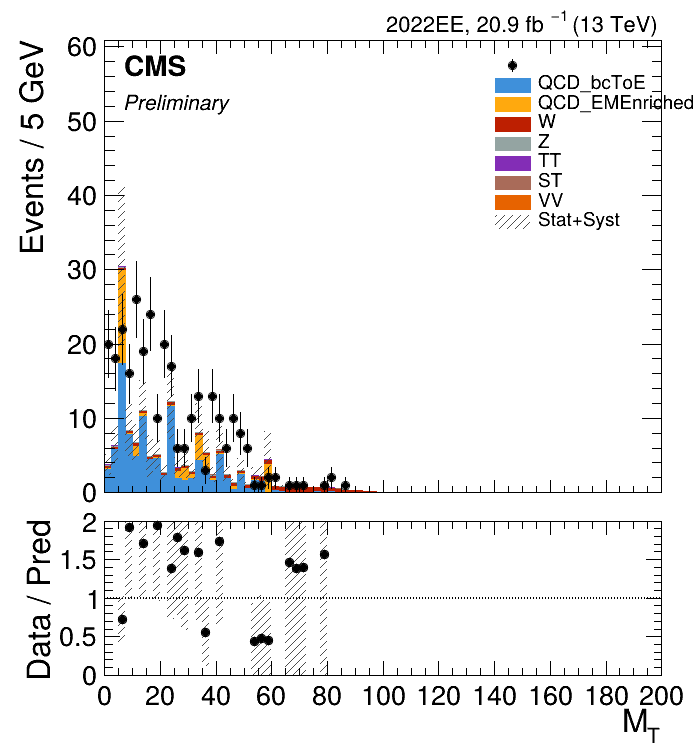 2022EE, 20.9 fb⁻¹ (13 TeV)
CMS
Preliminary
QCD_bcToE
QCD_EMEnriched
W
Z
TT
ST
VV
Stat+Syst
Events / 5 GeV
60
50
40
30
20
10
0
Data / Pred
2
1.5
1
0.5
0
0 20 40 60 80 100 120 140 160 180 200
M_T